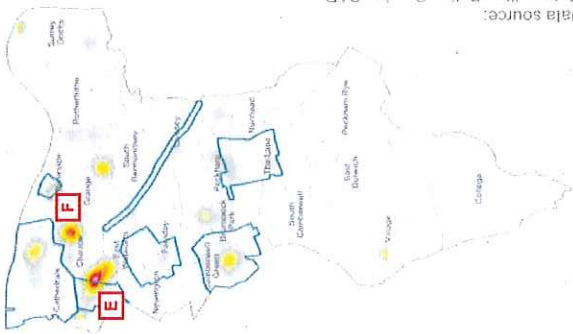 Surrey
Docks
Rotherhithe
Riverside
Grange
South
Bermondsey
Livesey
F
Chaucer
Cathedrals
East
Walworth
E
Newington
Faraday
Peckham
Nunhead
The Lane
Brunswick
Park
Camberwell
Green
South
Camberwell
Peckham Rye
East
Dulwich
Village
College
Data source: